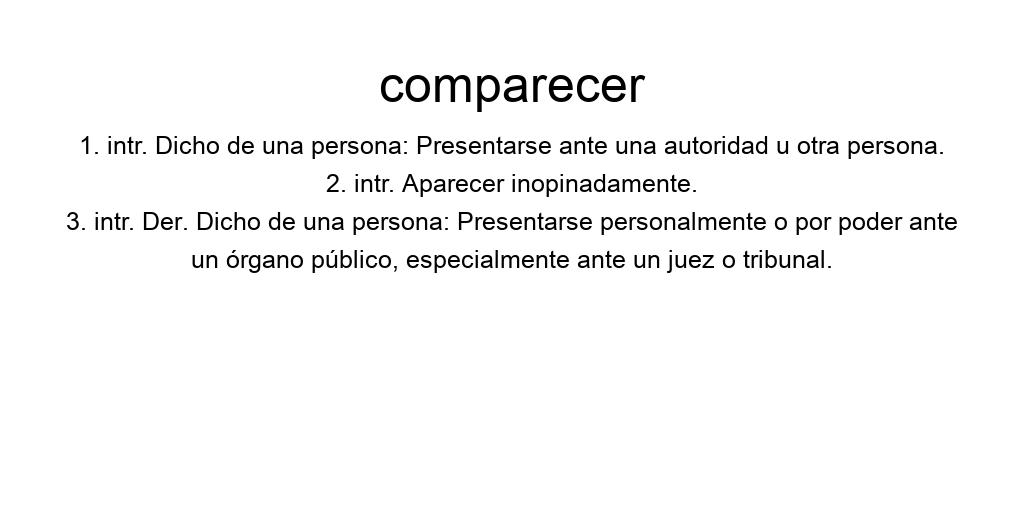 comparecer
1. intr. Dicho de una persona: Presentarse ante una autoridad u otra persona.
2. intr. Aparecer inopinadamente.
3. intr. Der. Dicho de una persona: Presentarse personalmente o por poder ante
un órgano público, especialmente ante un juez o tribunal.